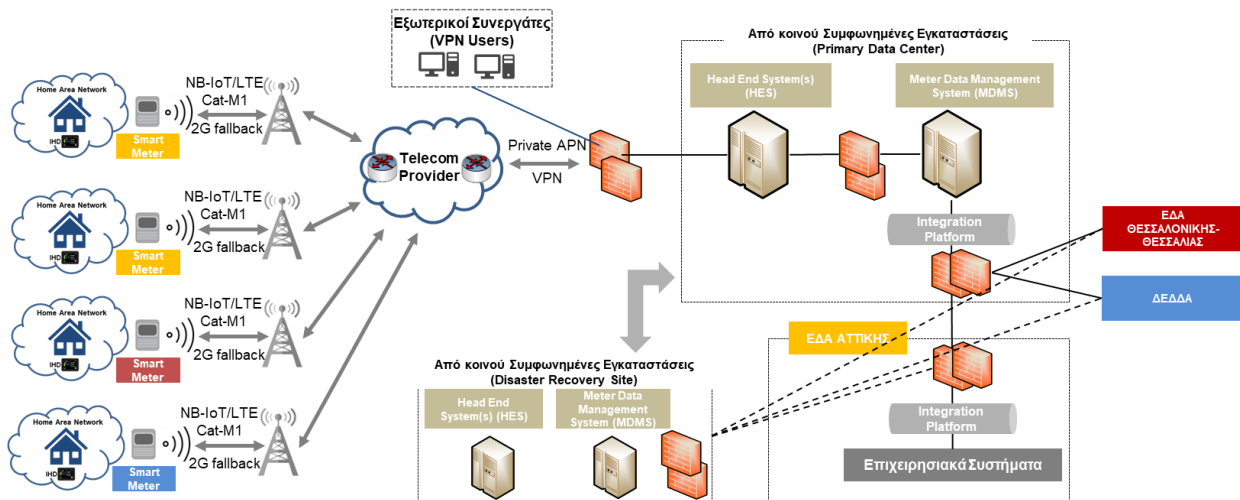 Εξωτερικοί Συνεργάτες
(VPN Users)
Από κοινού Συμφωνημένες Εγκαταστάσεις
(Primary Data Center)
Head End System(s)
(HES)
Meter Data Management
System (MDMS)
Home Area Network
IHD
Smart
Meter
NB-IoT/LTE
Cat-M1
2G fallback
Home Area Network
IHD
Smart
Meter
NB-IoT/LTE
Cat-M1
2G fallback
Home Area Network
IHD
Smart
Meter
NB-IoT/LTE
Cat-M1
2G fallback
Home Area Network
IHD
Smart
Meter
NB-IoT/LTE
Cat-M1
2G fallback
Telecom
Provider
Private APN
VPN
Integration
Platform
ΕΔΑ
ΘΕΣΣΑΛΟΝΙΚΗΣ-
ΘΕΣΣΑΛΙΑΣ
ΔΕΔΔΑ
ΕΔΑ ΑΤΤΙΚΗΣ
Από κοινού Συμφωνημένες Εγκαταστάσεις
(Disaster Recovery Site)
Head End
System(s) (HES)
Meter Data
Management
System (MDMS)
Integration
Platform
Επιχειρησιακά Συστήματα